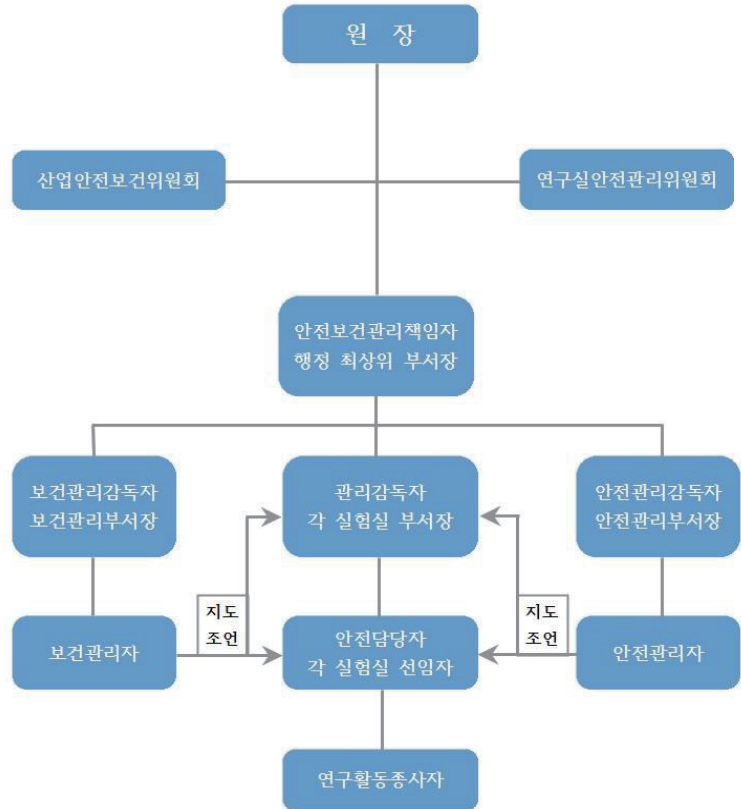 원 장
산업안전보건위원회
연구실안전관리위원회
안전보건관리책임자
행정 최상위 부서장
보건관리감독자
보건관리부서장
관리감독자
각 실험실 부서장
안전관리감독자
안전관리부서장
지도
조언
지도
조언
보건관리자
안전담당자
각 실험실 선임자
안전관리자
연구활동종사자